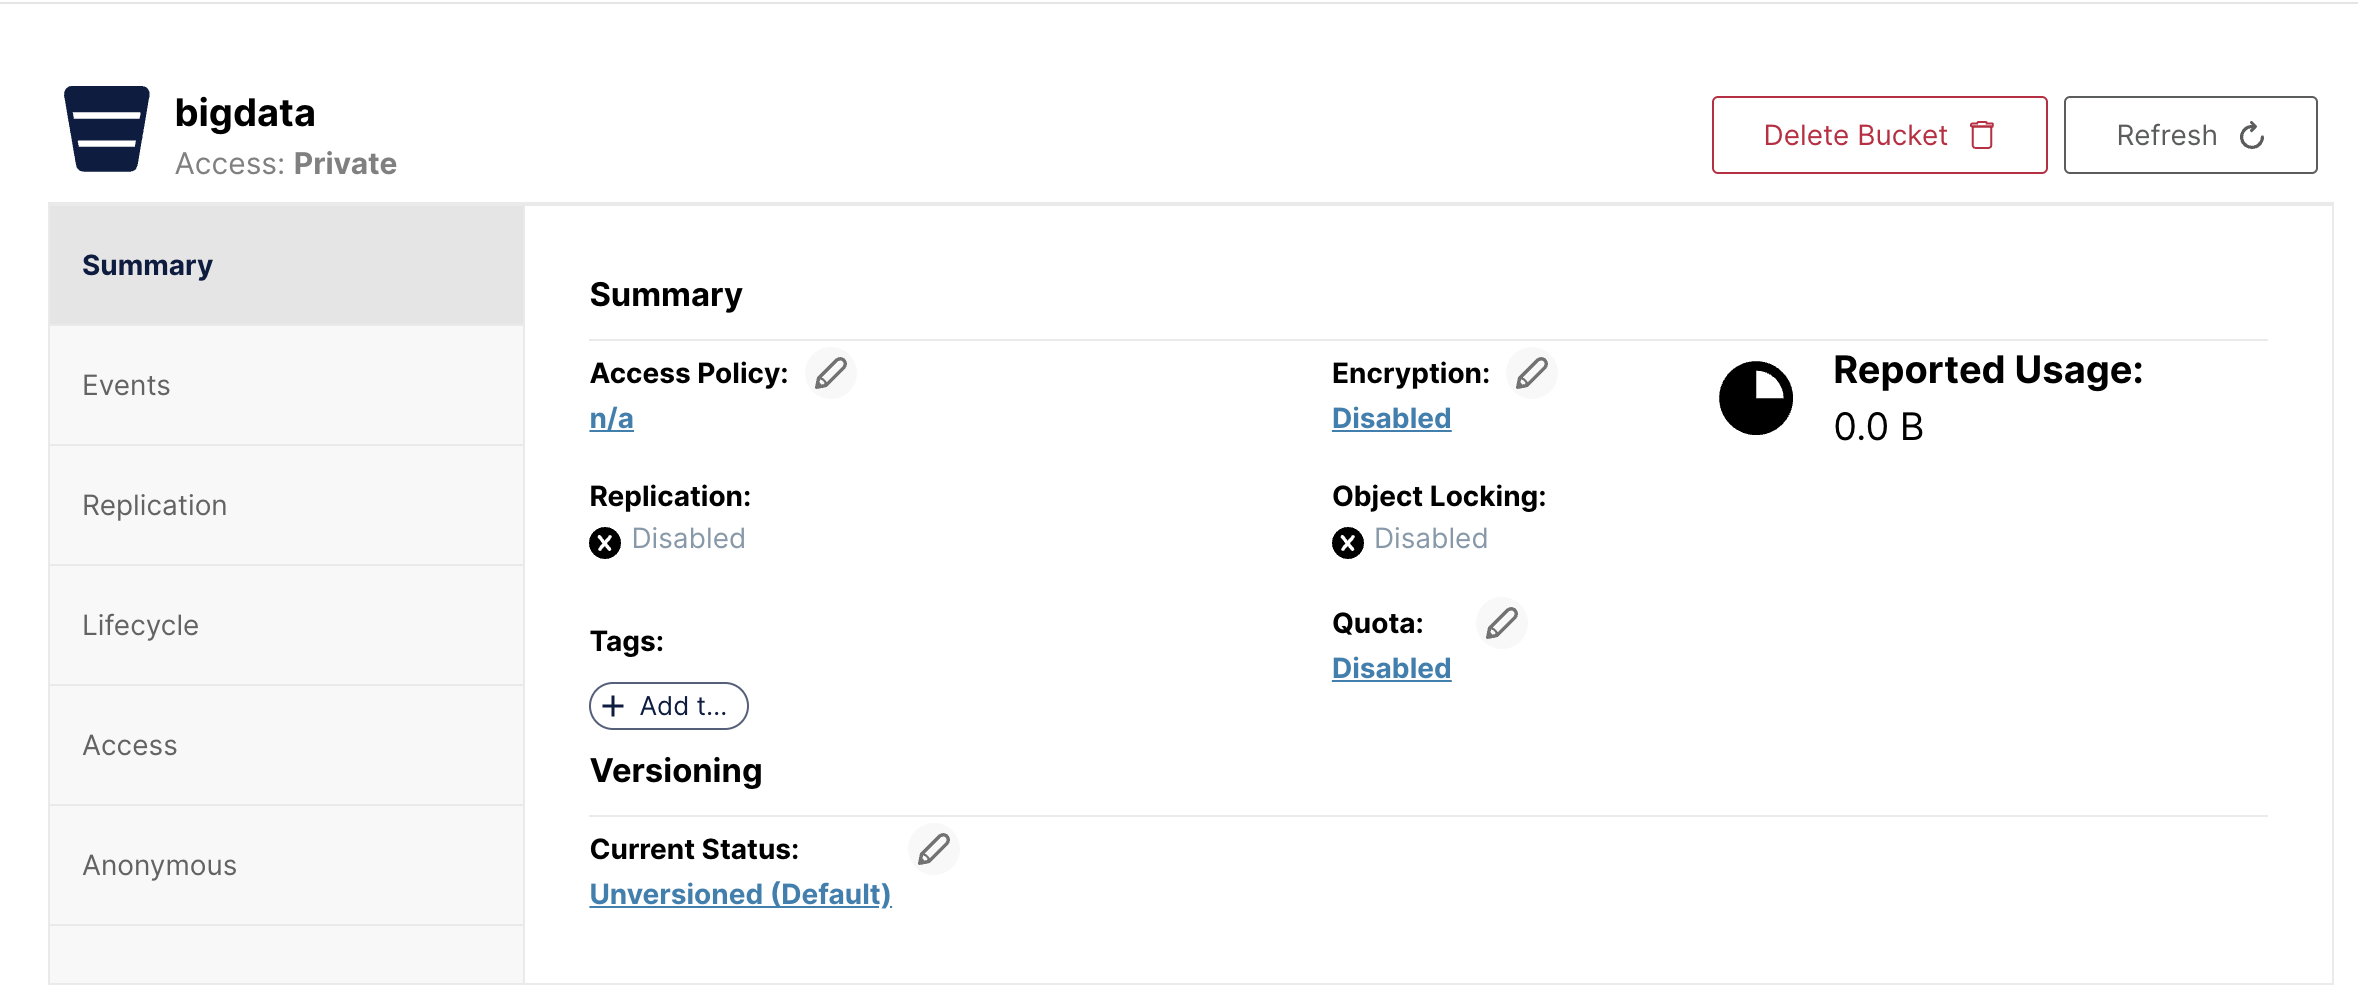 bigdata
Access: Private
Delete Bucket
Refresh
Summary
Events
Replication
Lifecycle
Access
Anonymous
Summary
Access Policy:
n/a
Encryption:
Disabled
Reported Usage:
0.0 B
Replication:
Disabled
Object Locking:
Disabled
Tags:
+ Add t...
Quota:
Disabled
Versioning
Current Status:
Unversioned (Default)